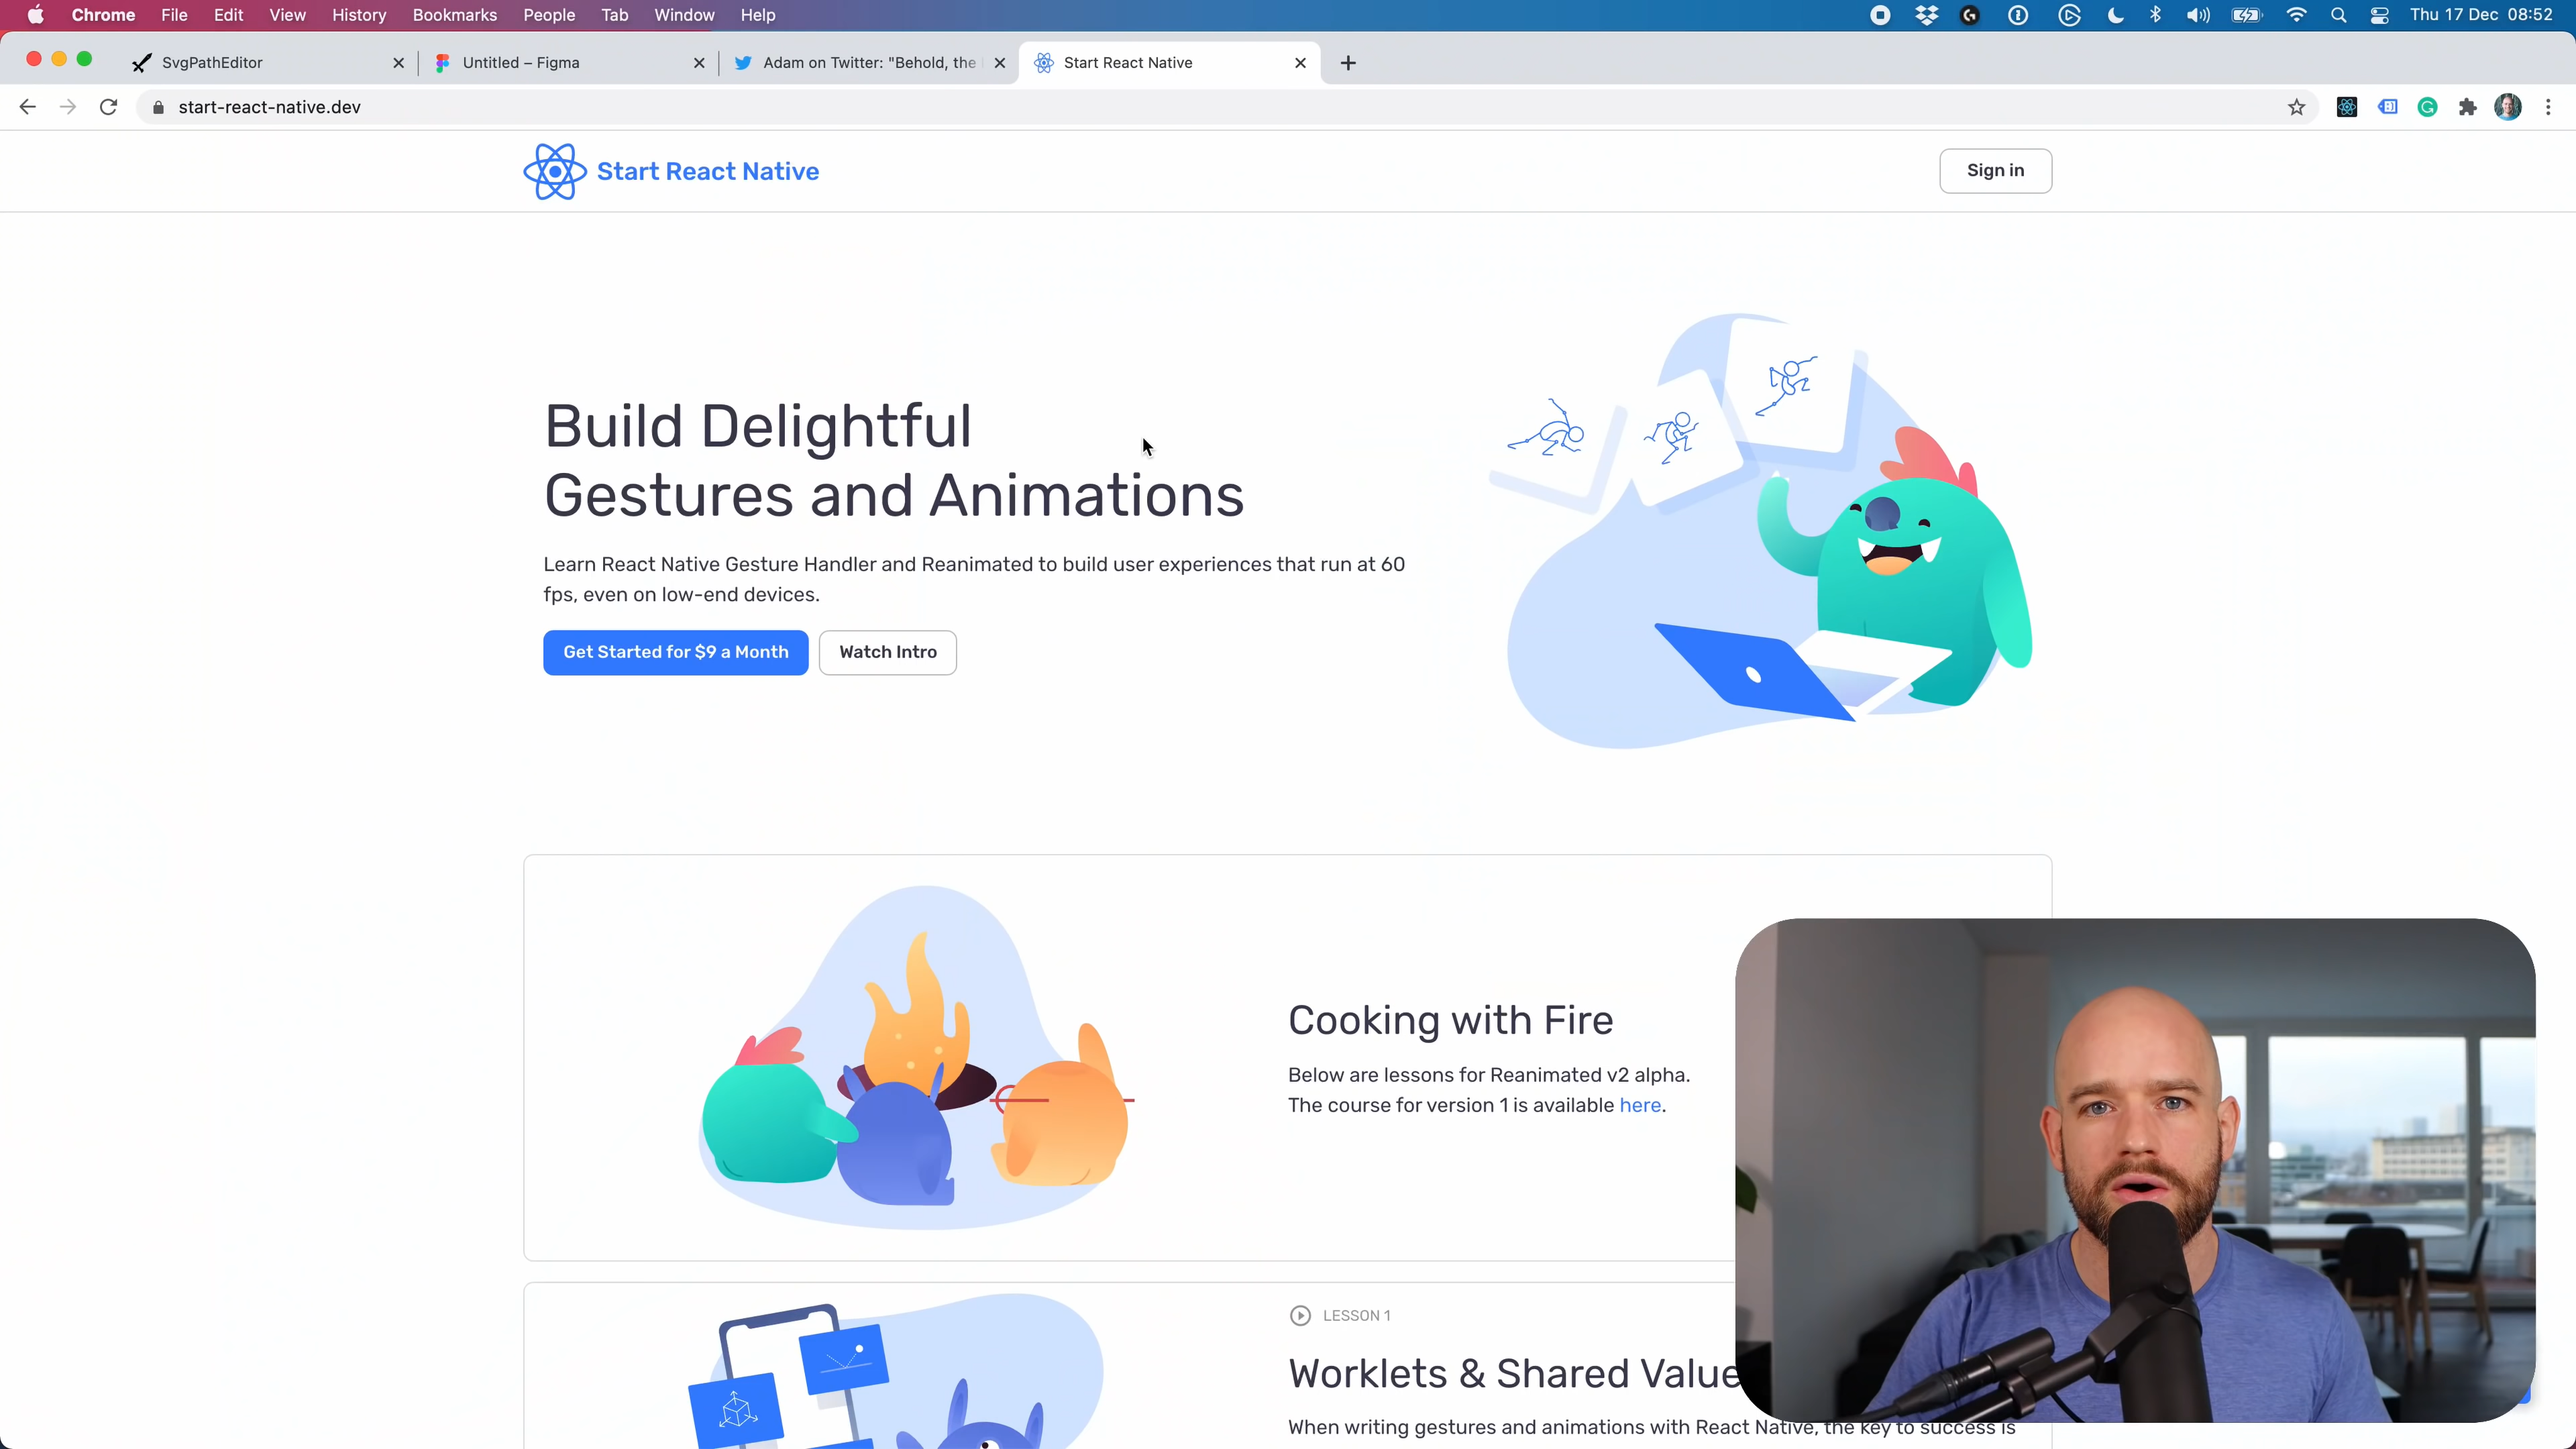 Chrome File Edit View History Bookmarks People Tab Window Help Thu 17 Dec 08:52
SvgPathEditor
Untitled – Figma
Adam on Twitter: "Behold, the
Start React Native
start-react-native.dev
Start React Native
Sign in
Build Delightful
Gestures and Animations
Learn React Native Gesture Handler and Reanimated to build user experiences that run at 60
fps, even on low-end devices.
Get Started for $9 a Month
Watch Intro
Cooking with Fire
Below are lessons for Reanimated v2 alpha.
The course for version 1 is available here.
LESSON 1
Worklets & Shared Value
When writing gestures and animations with React Native, the key to success is